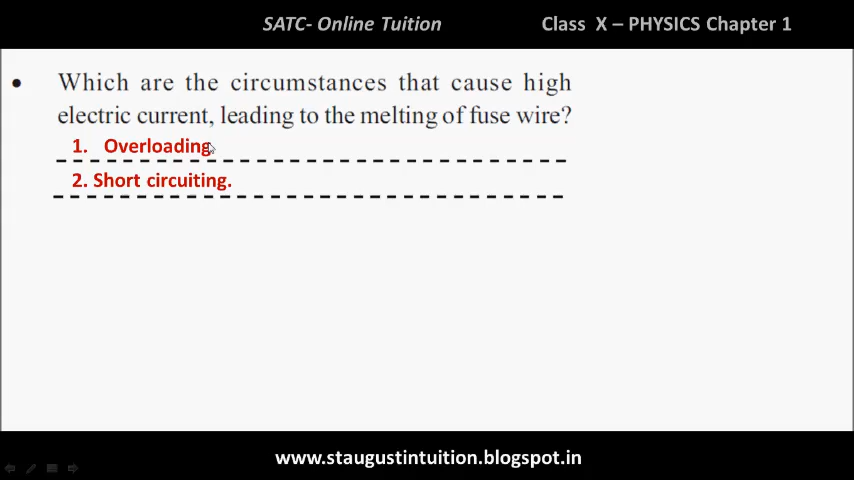 SATC- Online Tuition Class X – PHYSICS Chapter 1
• Which are the circumstances that cause high
electric current, leading to the melting of fuse wire?
1. Overloading
2. Short circuiting.
www.staugustintuition.blogspot.in